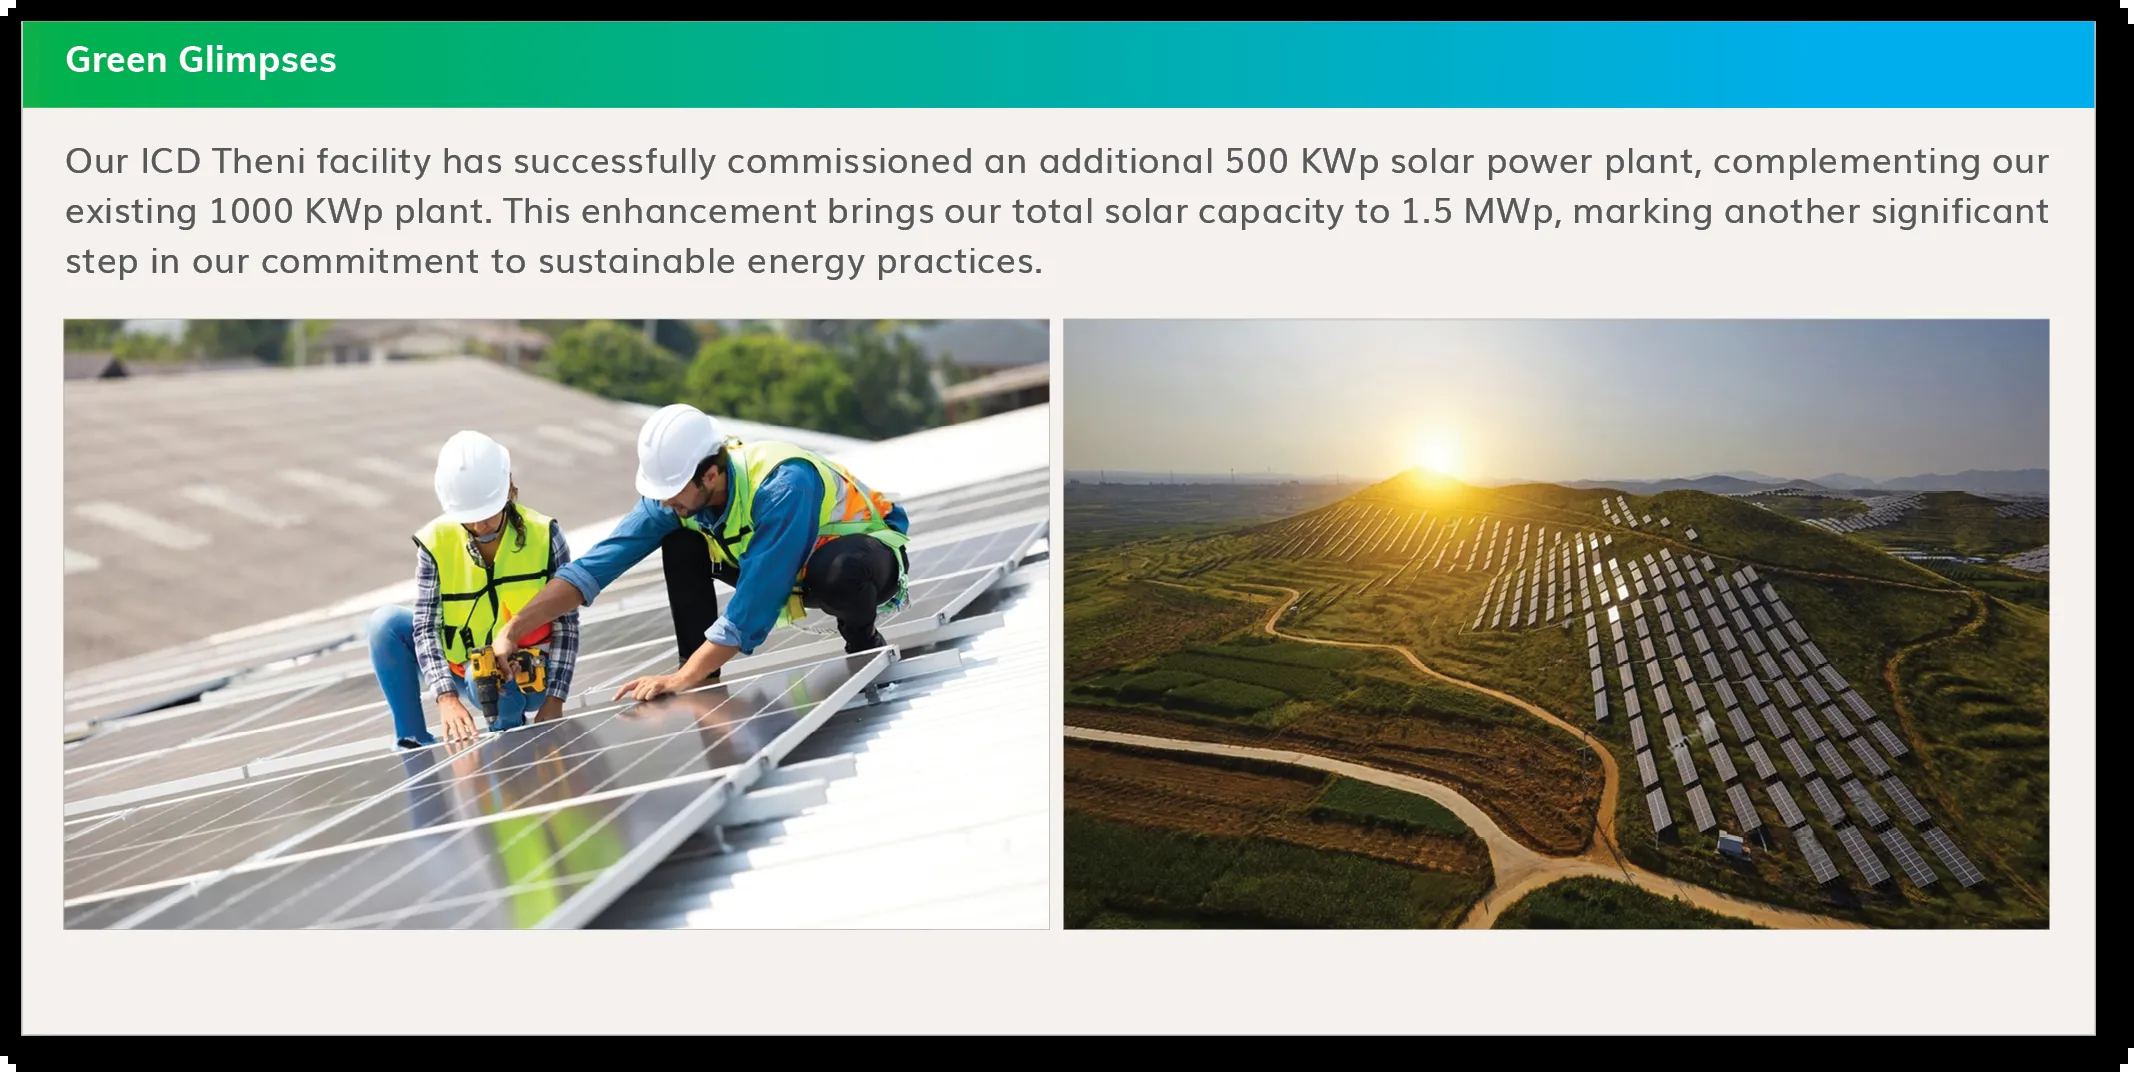 Green Glimpses
Our ICD Theni facility has successfully commissioned an additional 500 KWp solar power plant, complementing our
existing 1000 KWp plant. This enhancement brings our total solar capacity to 1.5 MWp, marking another significant
step in our commitment to sustainable energy practices.